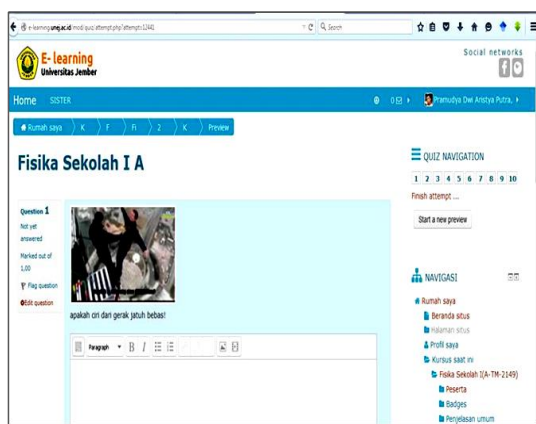 e-learning.unej.ac.id/mod/quiz/attempt.php?attempt=12441
Search
E- learning
Universitas Jember
Social networks
Home SISTER
0
Pramudya Dwi Aristya Putra,
Rumah saya K F Fi 2 K Preview
Fisika Sekolah I A
Question 1
Not yet
answered
Marked out of
1,00
Flag question
Edit question
apakah ciri dari gerak jatuh bebas!
Paragraph B I
QUIZ NAVIGATION
1 2 3 4 5 6 7 8 9 10
Finish attempt ...
Start a new preview
NAVIGASI
Rumah saya
Beranda situs
Halaman situs
Profil saya
Kursus saat ini
Fisika Sekolah I(A-TM-2149)
Peserta
Badges
Penjelasan umum